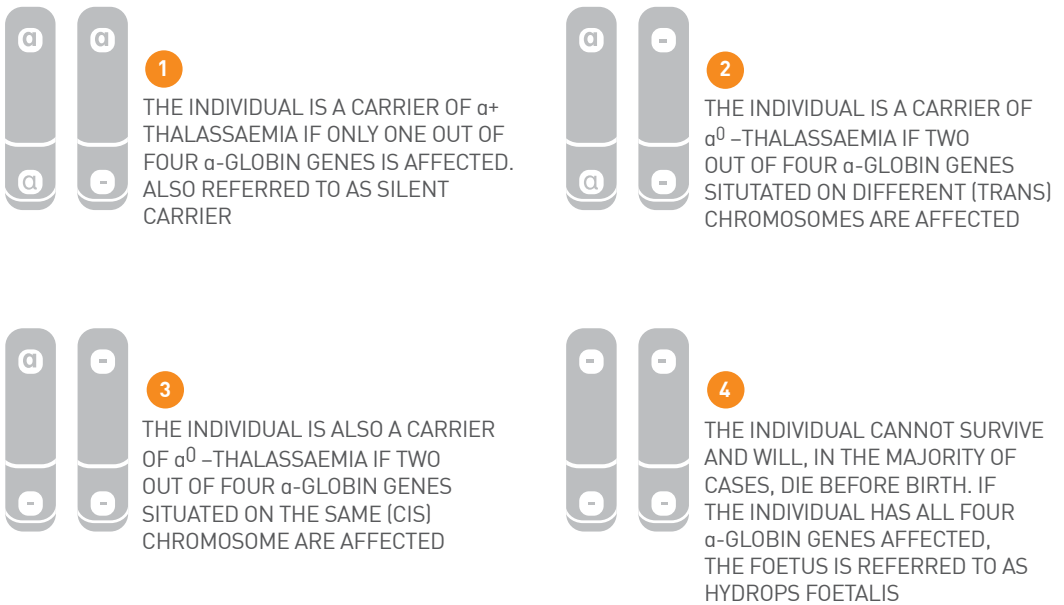 α α
1
THE INDIVIDUAL IS A CARRIER OF α+
THALASSAEMIA IF ONLY ONE OUT OF
FOUR α-GLOBIN GENES IS AFFECTED.
ALSO REFERRED TO AS SILENT
CARRIER
α -
α -
2
THE INDIVIDUAL IS A CARRIER OF
α⁰ –THALASSAEMIA IF TWO
OUT OF FOUR α-GLOBIN GENES
SITUTATED ON DIFFERENT (TRANS)
CHROMOSOMES ARE AFFECTED
α -
α -
3
THE INDIVIDUAL IS ALSO A CARRIER
OF α⁰ –THALASSAEMIA IF TWO
OUT OF FOUR α-GLOBIN GENES
SITUATED ON THE SAME (CIS)
CHROMOSOME ARE AFFECTED
- -
- -
4
THE INDIVIDUAL CANNOT SURVIVE
AND WILL, IN THE MAJORITY OF
CASES, DIE BEFORE BIRTH. IF
THE INDIVIDUAL HAS ALL FOUR
α-GLOBIN GENES AFFECTED,
THE FOETUS IS REFERRED TO AS
HYDROPS FOETALIS
- -